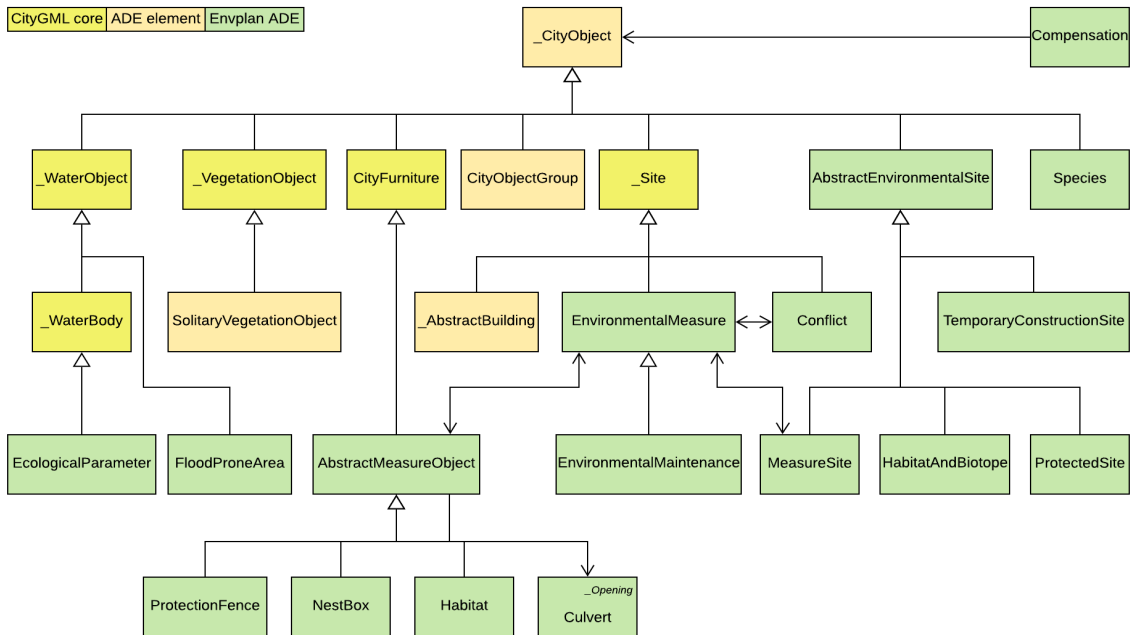 CityGML core ADE element Envplan ADE
_CityObject
Compensation
_WaterObject
_VegetationObject
CityFurniture
CityObjectGroup
_Site
AbstractEnvironmentalSite
Species
_WaterBody
SolitaryVegetationObject
_AbstractBuilding
EnvironmentalMeasure
Conflict
TemporaryConstructionSite
EcologicalParameter
FloodProneArea
AbstractMeasureObject
EnvironmentalMaintenance
MeasureSite
HabitatAndBiotope
ProtectedSite
ProtectionFence
NestBox
Habitat
_Opening
Culvert